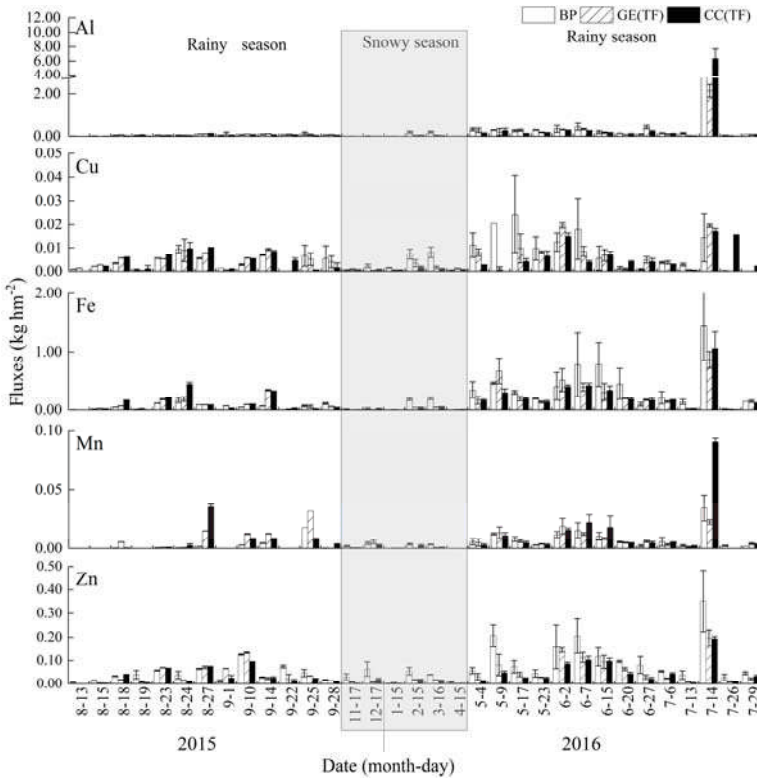 BP GE(TF) CC(TF)
Al
Rainy season
Snowy season
Rainy season
12.00
10.00
8.00
6.00
4.00
2.00
0.00
Cu
0.05
0.04
0.03
0.02
0.01
0.000
Fe
2.00
1.00
0.00
Mn
0.10
0.05
0.00
Zn
0.50
0.40
0.30
0.20
0.10
0.00
Fluxes (kg hm⁻²)
8-13 8-15 8-18 8-19 8-23 8-24 8-27 9-1 9-10 9-14 9-22 9-25 9-28 11-17 12-17 1-15 2-15 3-16 4-15 5-4 5-9 5-17 5-23 6-2 6-7 6-15 6-20 6-27 7-6 7-13 7-14 7-26 7-29
2015 2016
Date (month-day)